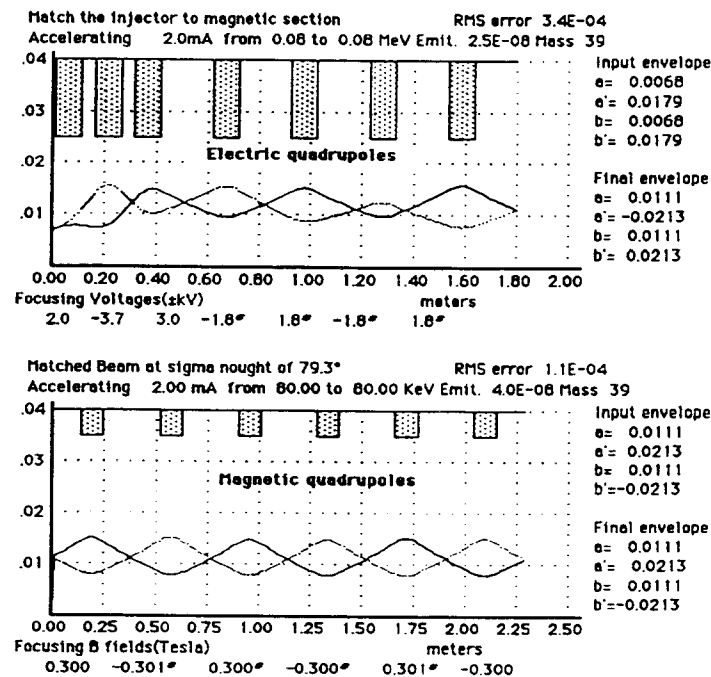 Match the injector to magnetic section RMS error 3.4E-04
Accelerating 2.0mA from 0.08 to 0.08 MeV Emit. 2.5E-08 Mass 39
.04
.03
.02
.01
Electric quadrupoles
Input envelope
a= 0.0068
a'= 0.0179
b= 0.0068
b'= 0.0179
Final envelope
a= 0.0111
a'= -0.0213
b= 0.0111
b'= 0.0213
0.00 0.20 0.40 0.60 0.80 1.00 1.20 1.40 1.60 1.80 2.00
Focusing Voltages(±kV) meters
2.0 -3.7 3.0 -1.8* 1.8* -1.8* 1.8*
Matched Beam at sigma nought of 79.3° RMS error 1.1E-04
Accelerating 2.00 mA from 80.00 to 80.00 KeV Emit. 4.0E-08 Mass 39
.04
.03
.02
.01
Magnetic quadrupoles
Input envelope
a= 0.0111
a'= 0.0213
b= 0.0111
b'=-0.0213
Final envelope
a= 0.0111
a'= 0.0213
b= 0.0111
b'=-0.0213
0.00 0.25 0.50 0.75 1.00 1.25 1.50 1.75 2.00 2.25 2.50
Focusing B fields(Tesla) meters
0.300 -0.301* 0.300* -0.300* 0.301* -0.300